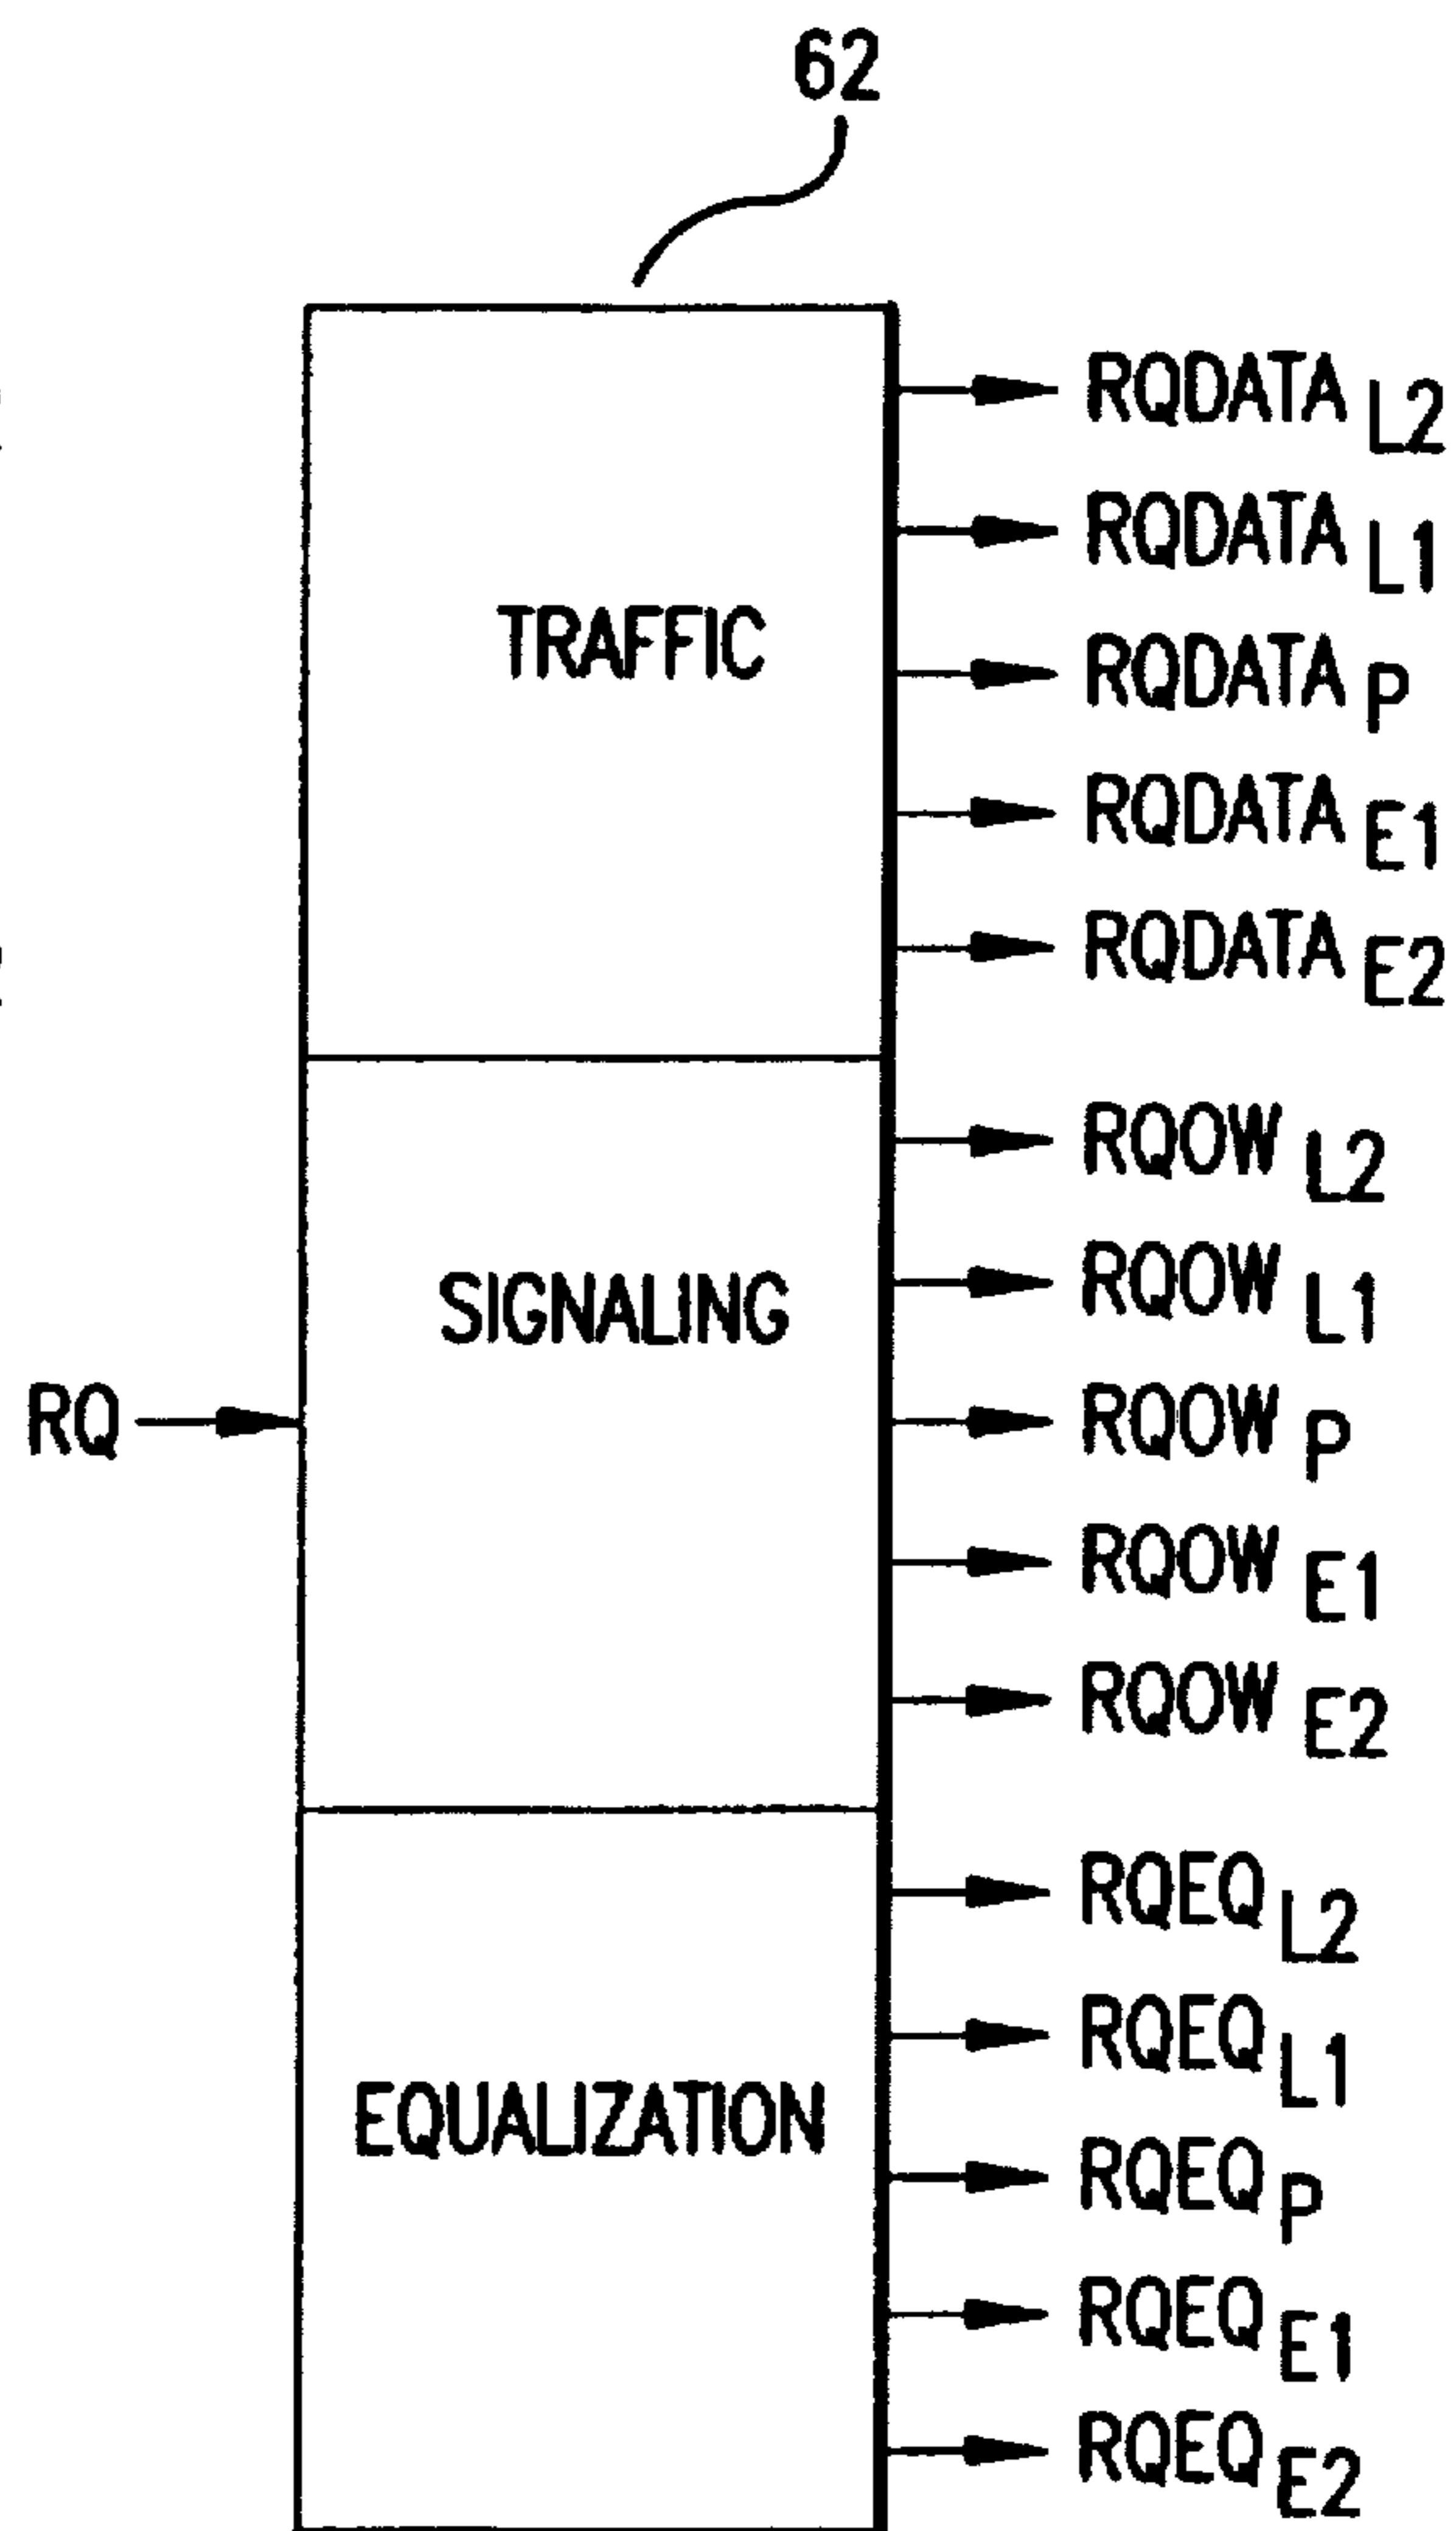 62
RQDATA L2
RQDATA L1
TRAFFIC
RQDATA P
RQDATA E1
RQDATA E2
RQOW L2
SIGNALING
RQOW L1
RQ
RQOW P
RQOW E1
RQOW E2
RQEQ L2
RQEQ L1
EQUALIZATION
RQEQ P
RQEQ E1
RQEQ E2